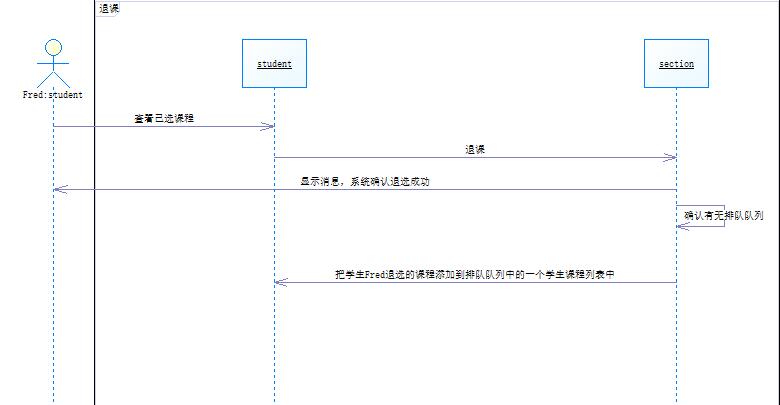 退课
student
section
Fred:student
查看已选课程
退课
显示消息，系统确认退选成功
确认有无排队队列
把学生Fred退选的课程添加到排队队列中的一个学生课程列表中